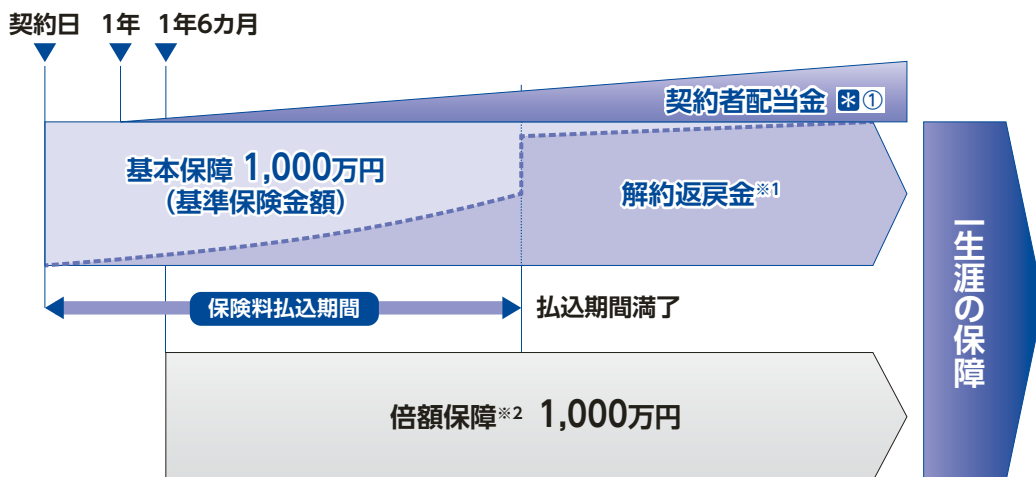 契約日 1年 1年6カ月
契約者配当金 *①
基本保障 1,000万円
(基準保険金額)
解約返戻金※1
保険料払込期間
払込期間満了
倍額保障※2 1,000万円
一生涯の保障